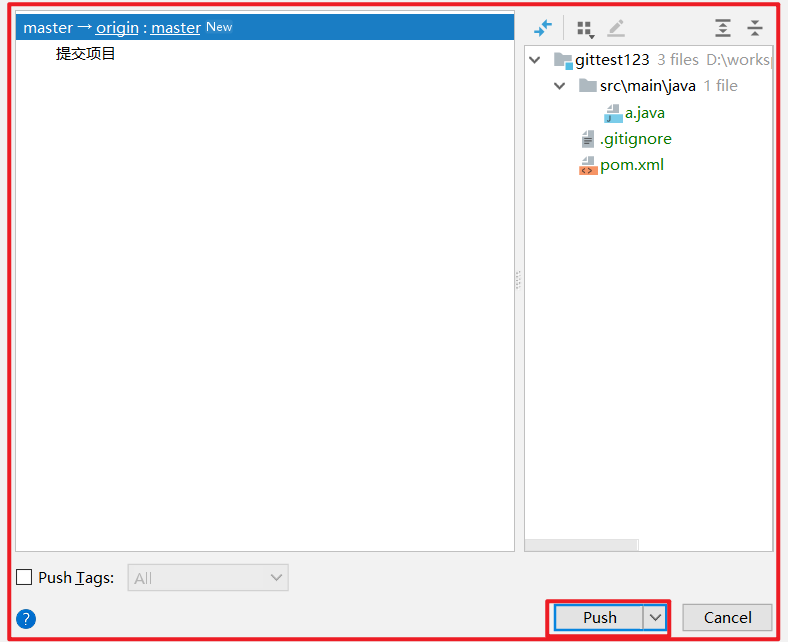 master → origin : master New
提交项目
gittest123 3 files D:\works
src\main\java 1 file
a.java
.gitignore
pom.xml
Push Tags: All
? Push Cancel